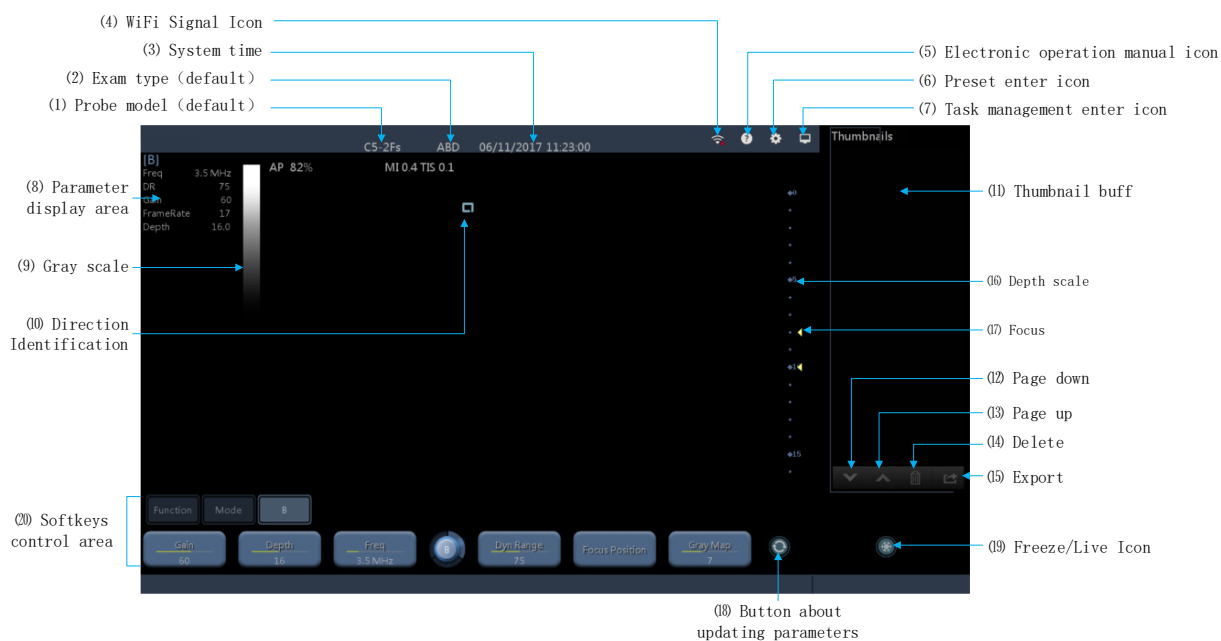 (4) WiFi Signal Icon
(3) System time
(2) Exam type（default）
(1) Probe model（default）
(5) Electronic operation manual icon
(6) Preset enter icon
(7) Task management enter icon
C5-2Fs ABD 06/11/2017 11:23:00
Thumbnails
[B]
Freq 3.5 MHz
DR 75
Gain 60
FrameRate 17
Depth 16.0
AP 82%
MI 0.4 TIS 0.1
(8) Parameter
display area
(9) Gray scale
(10) Direction
Identification
0
5
1
15
(11) Thumbnail buff
(16) Depth scale
(17) Focus
(12) Page down
(13) Page up
(14) Delete
(15) Export
(20) Softkeys
control area
Function Mode B
Gain
60
Depth
16
Freq
3.5 MHz
B
Dyn Range
75
Focus Position
Gray Map
7
(19) Freeze/Live Icon
(18) Button about
updating parameters